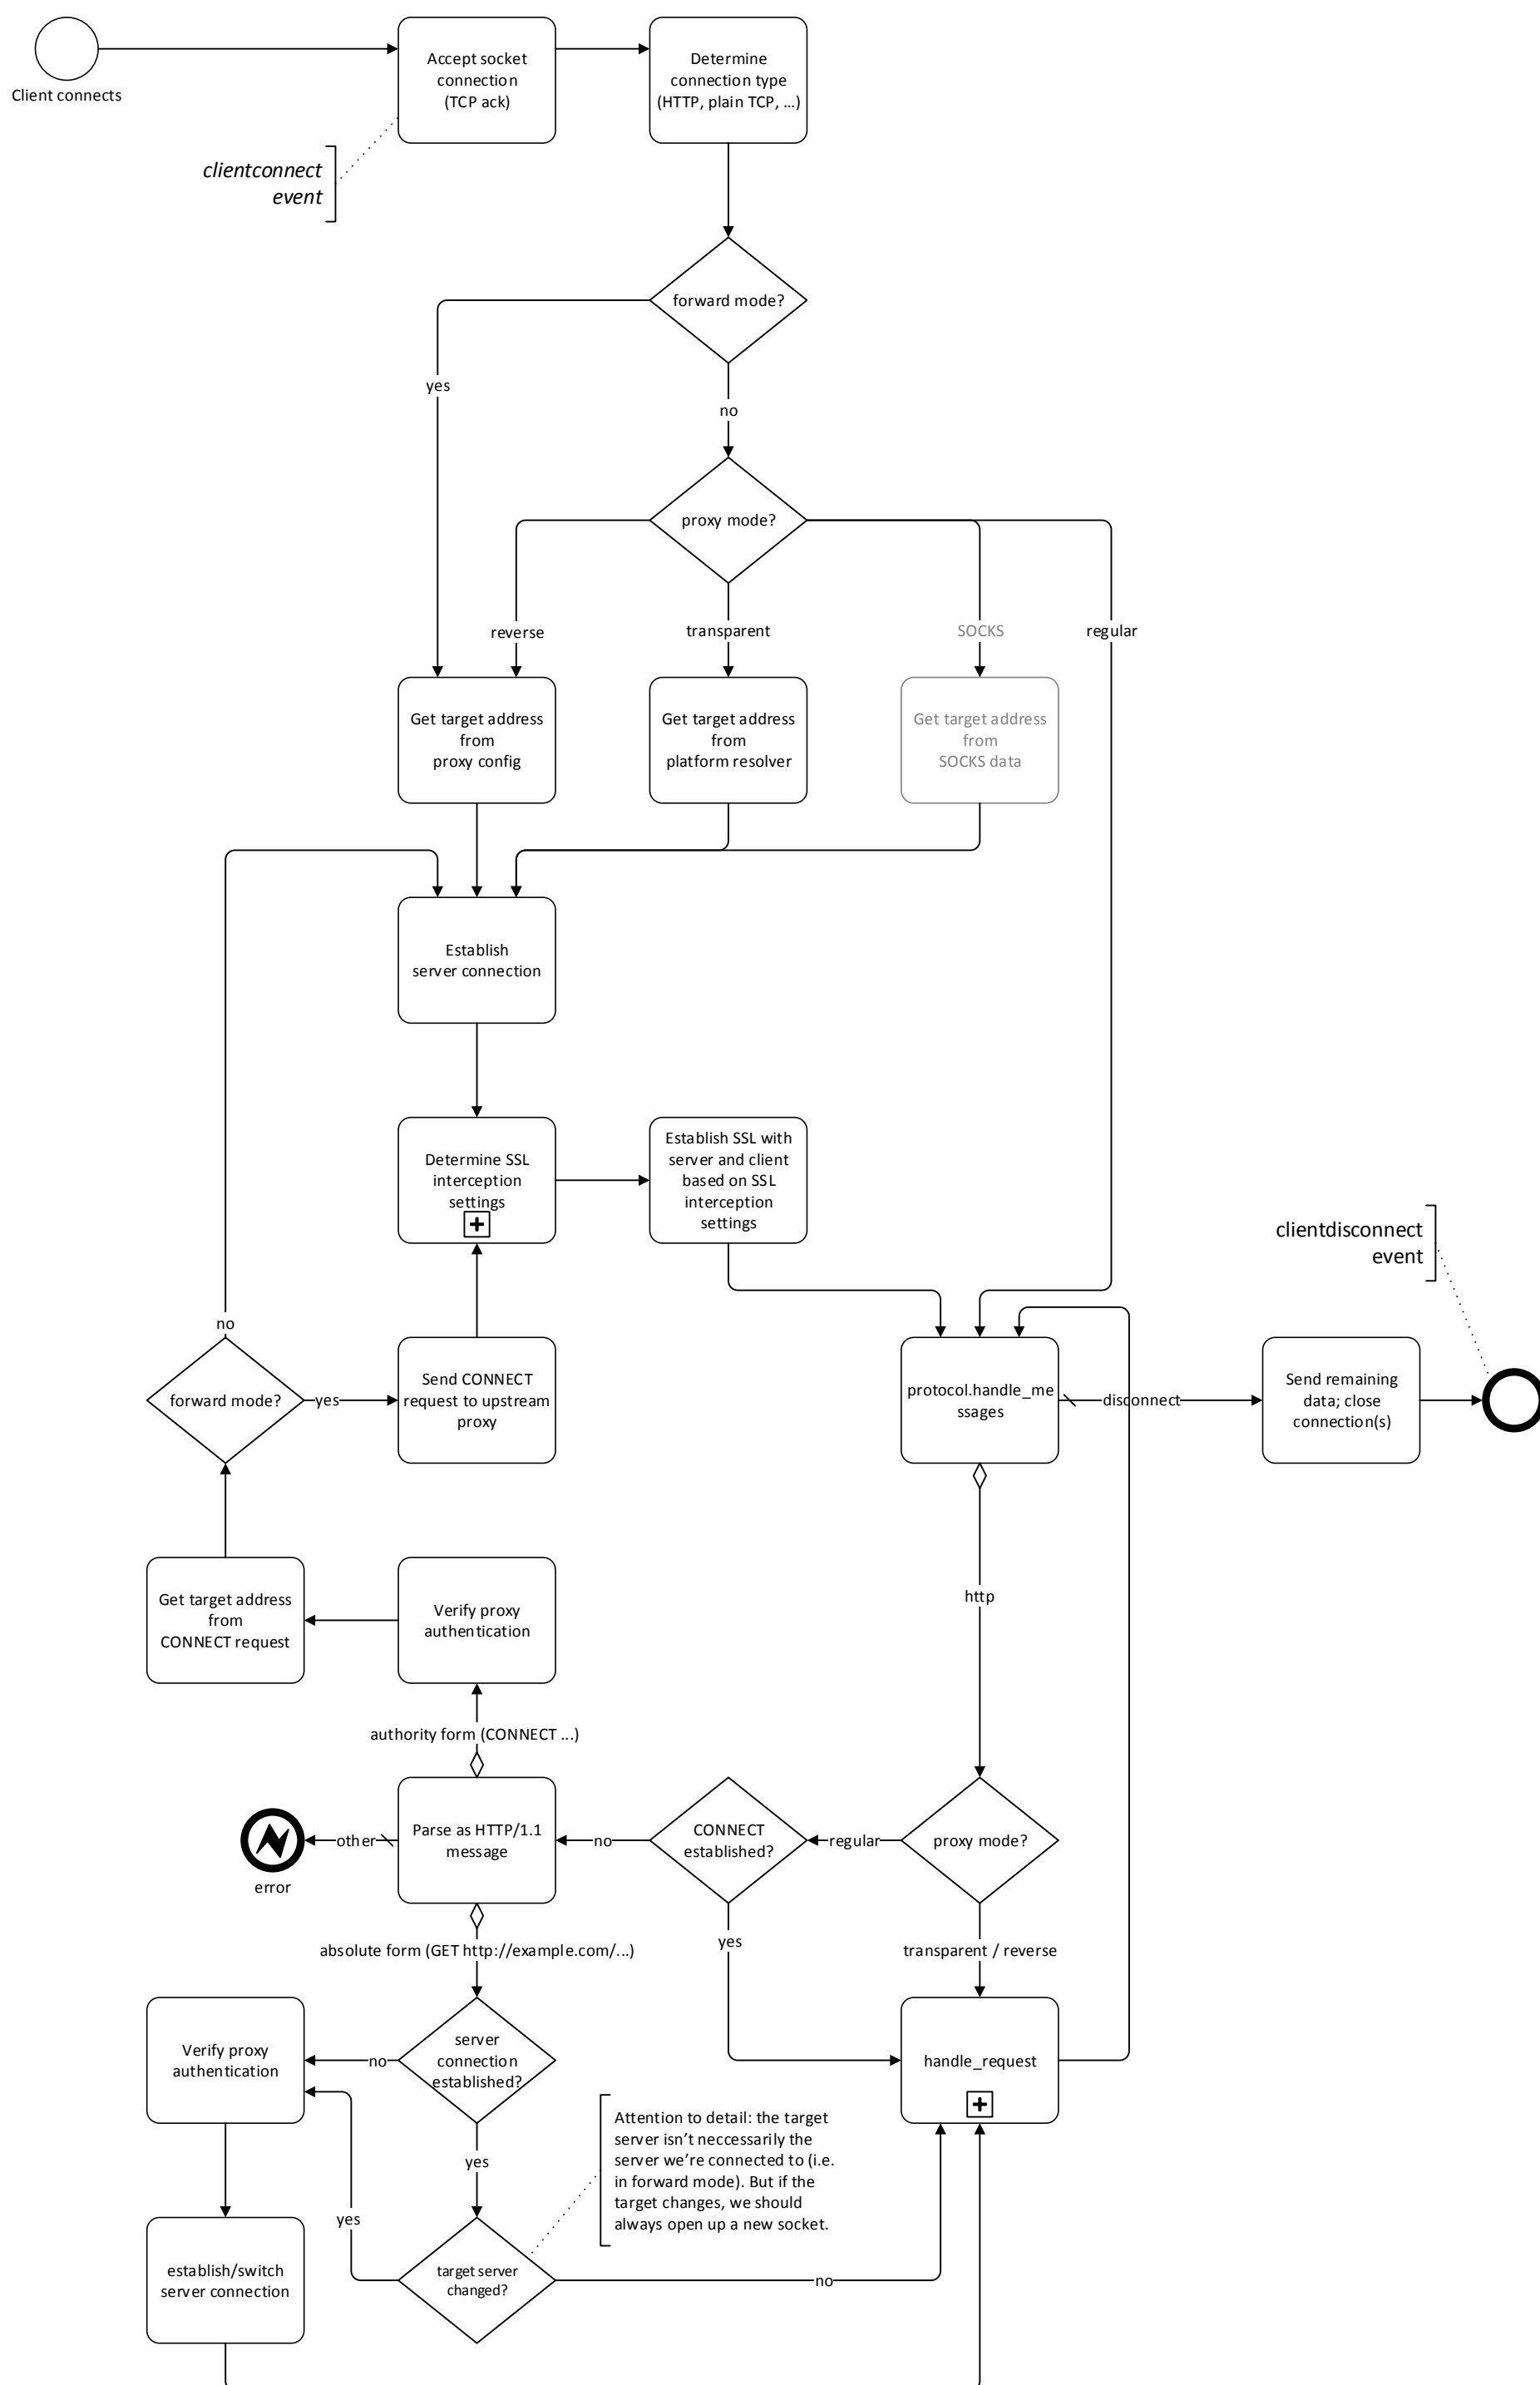 Client connects
Accept socket
connection
(TCP ack)
Determine
connection type
(HTTP, plain TCP, ...)
clientconnect
event
forward mode?
yes
no
proxy mode?
reverse
transparent
SOCKS
regular
Get target address
from
proxy config
Get target address
from
platform resolver
Get target address
from
SOCKS data
Establish
server connection
Determine SSL
interception
settings
Establish SSL with
server and client
based on SSL
interception
settings
clientdisconnect
event
no
forward mode?
yes
Send CONNECT
request to upstream
proxy
protocol.handle_me
ssages
disconnect
Send remaining
data; close
connection(s)
http
Get target address
from
CONNECT request
Verify proxy
authentication
authority form (CONNECT ...)
error
other
Parse as HTTP/1.1
message
no
CONNECT
established?
regular
proxy mode?
yes
absolute form (GET http://example.com/...)
transparent / reverse
Verify proxy
authentication
no
server
connection
established?
handle_request
yes
Attention to detail: the target
server isn’t neccessarily the
server we’re connected to (i.e.
in forward mode). But if the
target changes, we should
always open up a new socket.
yes
establish/switch
server connection
target server
changed?
no